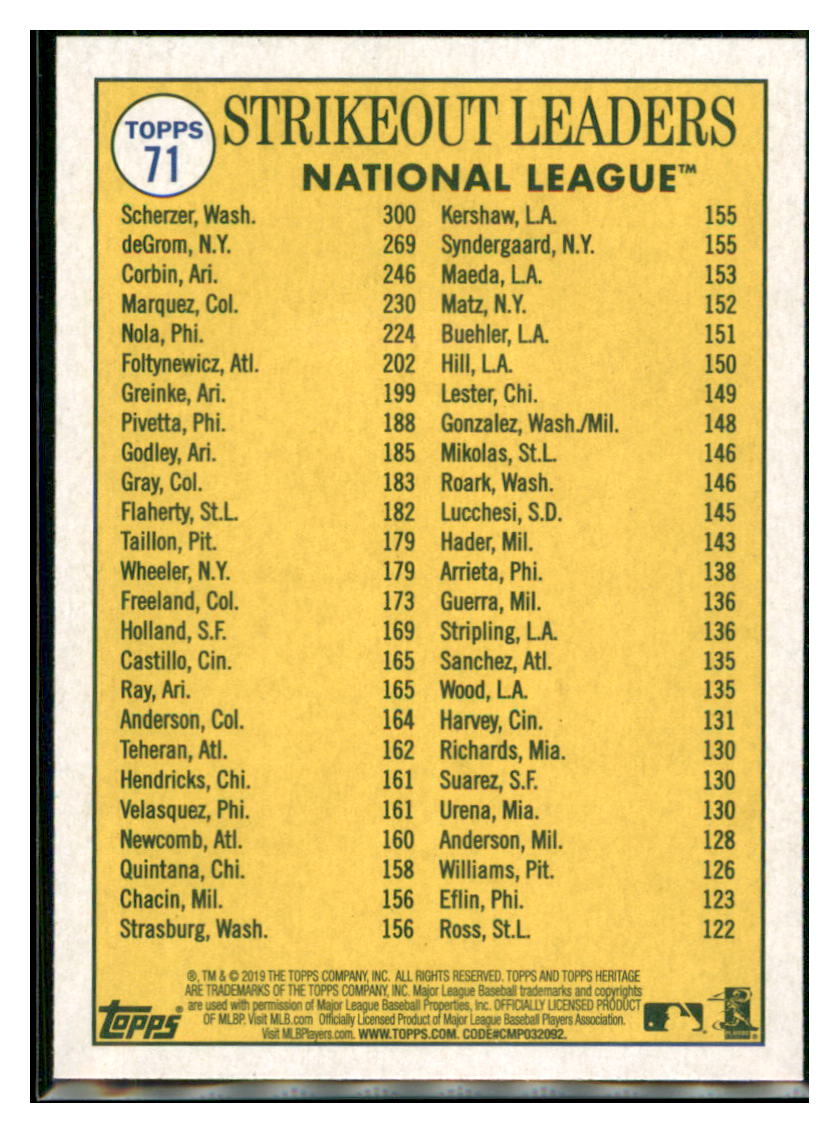 TOPPS
71
STRIKEOUT LEADERS
NATIONAL LEAGUE™
Scherzer, Wash. 300
deGrom, N.Y. 269
Corbin, Ari. 246
Marquez, Col. 230
Nola, Phi. 224
Foltynewicz, Atl. 202
Greinke, Ari. 199
Pivetta, Phi. 188
Godley, Ari. 185
Gray, Col. 183
Flaherty, St.L. 182
Taillon, Pit. 179
Wheeler, N.Y. 179
Freeland, Col. 173
Holland, S.F. 169
Castillo, Cin. 165
Ray, Ari. 165
Anderson, Col. 164
Teheran, Atl. 162
Hendricks, Chi. 161
Velasquez, Phi. 161
Newcomb, Atl. 160
Quintana, Chi. 158
Chacin, Mil. 156
Strasburg, Wash. 156
Kershaw, L.A. 155
Syndergaard, N.Y. 155
Maeda, L.A. 153
Matz, N.Y. 152
Buehler, L.A. 151
Hill, L.A. 150
Lester, Chi. 149
Gonzalez, Wash./Mil. 148
Mikolas, St.L. 146
Roark, Wash. 146
Lucchesi, S.D. 145
Hader, Mil. 143
Arrieta, Phi. 138
Guerra, Mil. 136
Stripling, L.A. 136
Sanchez, Atl. 135
Wood, L.A. 135
Harvey, Cin. 131
Richards, Mia. 130
Suarez, S.F. 130
Urena, Mia. 130
Anderson, Mil. 128
Williams, Pit. 126
Eflin, Phi. 123
Ross, St.L. 122
®, TM & © 2019 THE TOPPS COMPANY, INC. ALL RIGHTS RESERVED. TOPPS AND TOPPS HERITAGE
ARE TRADEMARKS OF THE TOPPS COMPANY, INC. Major League Baseball trademarks and copyrights
are used with permission of Major League Baseball Properties, Inc. OFFICIALLY LICENSED PRODUCT
OF MLBP. Visit MLB.com Officially Licensed Product of Major League Baseball Players Association.
Visit MLBPlayers.com. WWW.TOPPS.COM. CODE#CMP032092.
Topps®